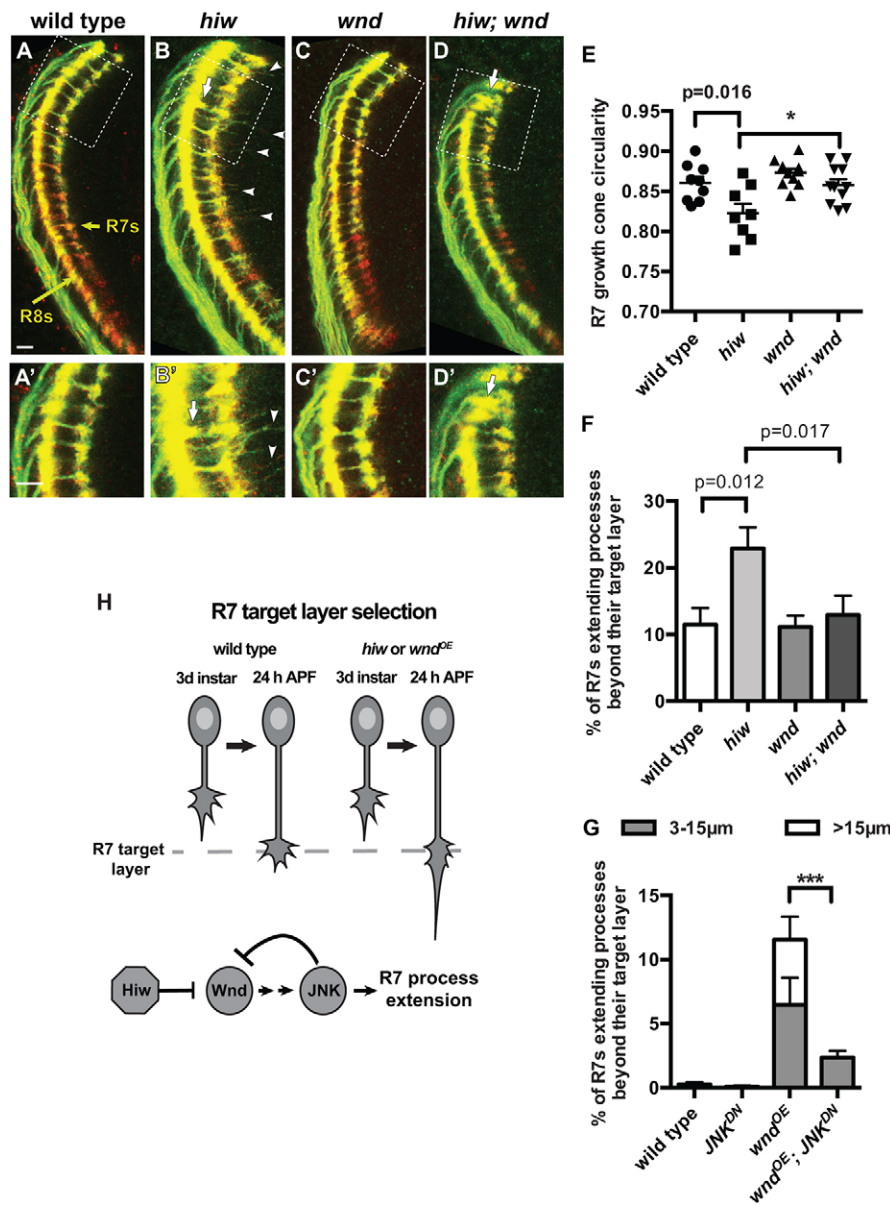 wild type
hiw
wnd
hiw; wnd
A
B
C
D
R7s
R8s
A'
B'
C'
D'
E
p=0.016
*
R7 growth cone circularity
0.95
0.90
0.85
0.80
0.75
0.70
wild type
hiw
wnd
hiw; wnd
F
p=0.017
p=0.012
% of R7s extending processes
beyond their target layer
30
20
10
0
wild type
hiw
wnd
hiw; wnd
G
3-15μm
>15μm
***
% of R7s extending processes
beyond their target layer
15
10
5
0
wild type
JNK^DN
wnd^OE
wnd^OE; JNK^DN
H
R7 target layer selection
wild type
hiw or wnd^OE
3d instar
24 h APF
3d instar
24 h APF
R7 target
layer
Hiw
Wnd
JNK
R7 process
extension